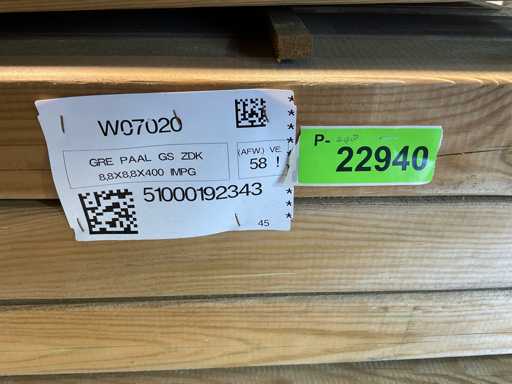 W07020
GRE PAAL GS ZDK
8,8X8,8X400 IMPG
(AFW.) VE.
58 !
51000192343
45
P-
22940